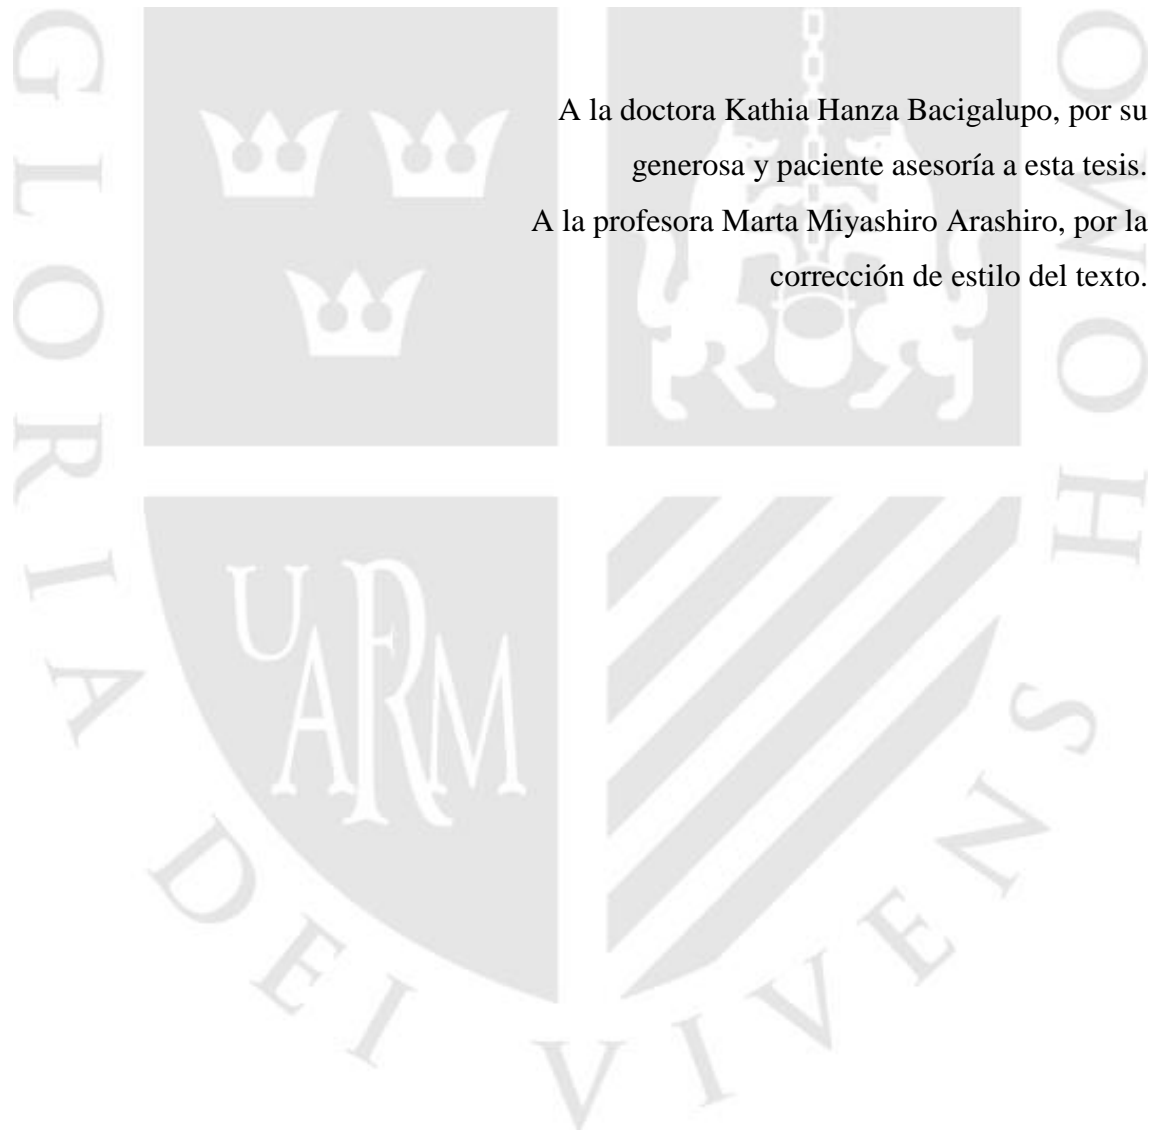 A la doctora Kathia Hanza Bacigalupo, por su
generosa y paciente asesoría a esta tesis.
A la profesora Marta Miyashiro Arashiro, por la
corrección de estilo del texto.
GLORIA DEI VIVENS HOMO
UARM